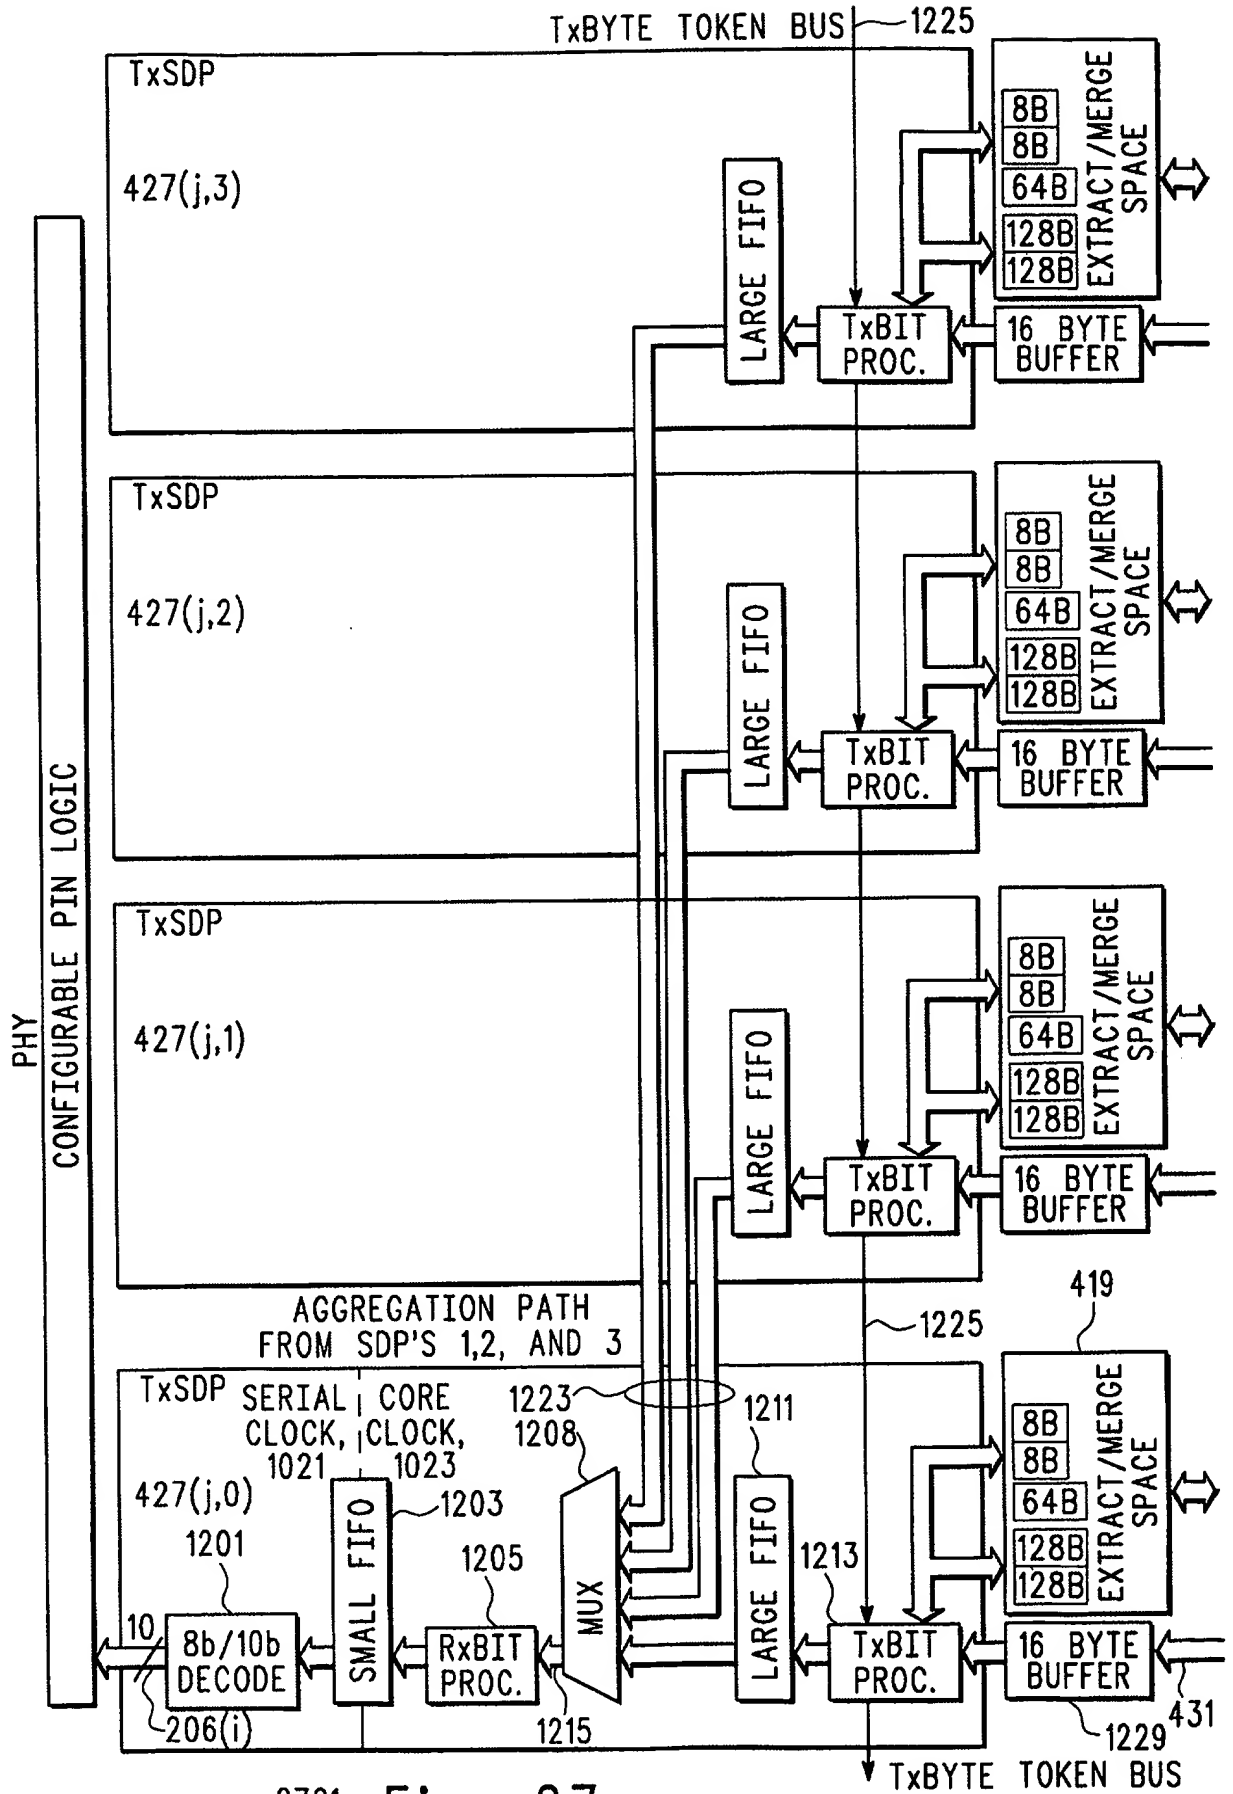 TxBYTE TOKEN BUS
1225
TxSDP
427(j,3)
LARGE FIFO
TxBIT
PROC.
8B
8B
64B
128B
128B
EXTRACT/MERGE
SPACE
16 BYTE
BUFFER
TxSDP
427(j,2)
LARGE FIFO
TxBIT
PROC.
8B
8B
64B
128B
128B
EXTRACT/MERGE
SPACE
16 BYTE
BUFFER
PHY
CONFIGURABLE PIN LOGIC
TxSDP
427(j,1)
LARGE FIFO
TxBIT
PROC.
8B
8B
64B
128B
128B
EXTRACT/MERGE
SPACE
16 BYTE
BUFFER
AGGREGATION PATH
FROM SDP'S 1,2, AND 3
1225
419
TxSDP
SERIAL
CLOCK,
1021
CORE
CLOCK,
1023
1223
1208
1211
427(j,0)
1201
1203
1205
1213
10
8b/10b
DECODE
206(i)
SMALL FIFO
RxBIT
PROC.
1215
MUX
LARGE FIFO
TxBIT
PROC.
8B
8B
64B
128B
128B
EXTRACT/MERGE
SPACE
16 BYTE
BUFFER
431
1229
TxBYTE TOKEN BUS